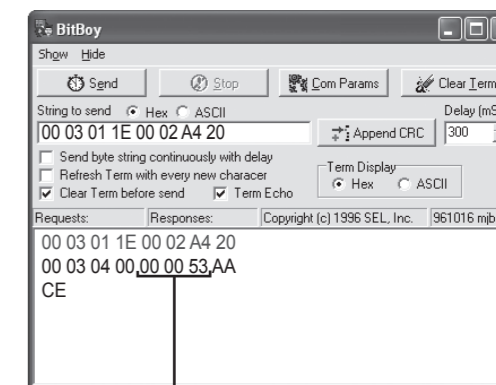 BitBoy
Show Hide
Send Stop Com Params Clear Term
String to send Hex ASCII Delay (mS
00 03 01 1E 00 02 A4 20 Append CRC 300
Send byte string continuously with delay
Refresh Term with every new characer
Clear Term before send Term Echo
Term Display
Hex ASCII
Requests: Responses: Copyright (c) 1996 SEL, Inc. 961016 mjb
00 03 01 1E 00 02 A4 20
00 03 04 00 00 00 53 AA
CE